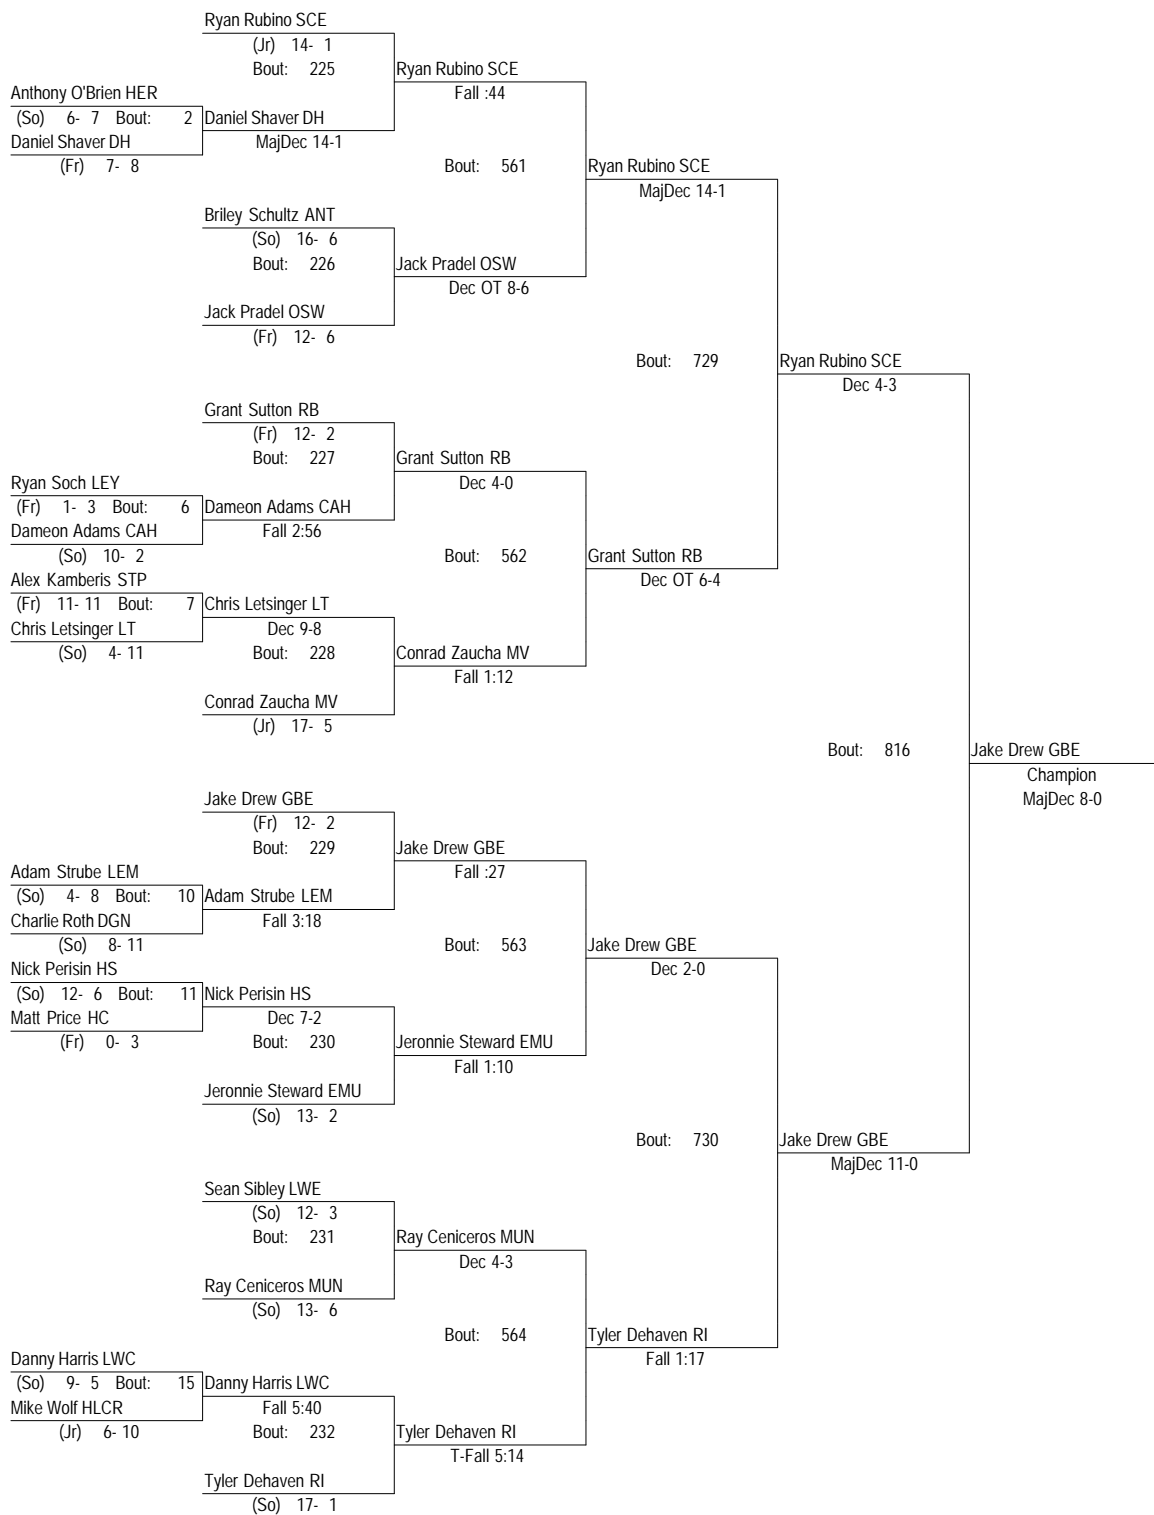 Ryan Rubino SCE
(Jr) 14- 1
Bout: 225 Ryan Rubino SCE
Anthony O'Brien HER Fall :44
(So) 6- 7 Bout: 2 Daniel Shaver DH
Daniel Shaver DH MajDec 14-1
(Fr) 7- 8 Bout: 561 Ryan Rubino SCE
MajDec 14-1
Briley Schultz ANT
(So) 16- 6
Bout: 226 Jack Pradel OSW
Dec OT 8-6
Jack Pradel OSW
(Fr) 12- 6
Bout: 729 Ryan Rubino SCE
Dec 4-3
Grant Sutton RB
(Fr) 12- 2
Bout: 227 Grant Sutton RB
Ryan Soch LEY Dec 4-0
(Fr) 1- 3 Bout: 6 Dameon Adams CAH
Dameon Adams CAH Fall 2:56
(So) 10- 2 Bout: 562 Grant Sutton RB
Alex Kamberis STP Dec OT 6-4
(Fr) 11- 11 Bout: 7 Chris Letsinger LT
Chris Letsinger LT Dec 9-8
(So) 4- 11 Bout: 228 Conrad Zaucha MV
Fall 1:12
Conrad Zaucha MV
(Jr) 17- 5
Bout: 816 Jake Drew GBE
Champion
Jake Drew GBE MajDec 8-0
(Fr) 12- 2
Bout: 229 Jake Drew GBE
Adam Strube LEM Fall :27
(So) 4- 8 Bout: 10 Adam Strube LEM
Charlie Roth DGN Fall 3:18
(So) 8- 11 Bout: 563 Jake Drew GBE
Nick Perisin HS Dec 2-0
(So) 12- 6 Bout: 11 Nick Perisin HS
Matt Price HC Dec 7-2
(Fr) 0- 3 Bout: 230 Jeronnie Steward EMU
Fall 1:10
Jeronnie Steward EMU
(So) 13- 2
Bout: 730 Jake Drew GBE
MajDec 11-0
Sean Sibley LWE
(So) 12- 3
Bout: 231 Ray Ceniceros MUN
Dec 4-3
Ray Ceniceros MUN
(So) 13- 6
Bout: 564 Tyler Dehaven RI
Danny Harris LWC Fall 1:17
(So) 9- 5 Bout: 15 Danny Harris LWC
Mike Wolf HLCR Fall 5:40
(Jr) 6- 10 Bout: 232 Tyler Dehaven RI
T-Fall 5:14
Tyler Dehaven RI
(So) 17- 1